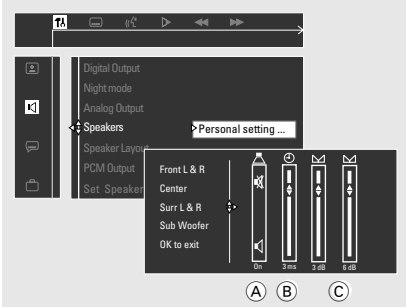 Digital Output
Night mode
Analog Output
Speakers
Personal setting ...
Speaker Layout
PCM Output
Set Speaker
Front L & R
Center
Surr L & R
Sub Woofer
OK to exit
On
3 ms
3 dB
6 dB
A
B
C